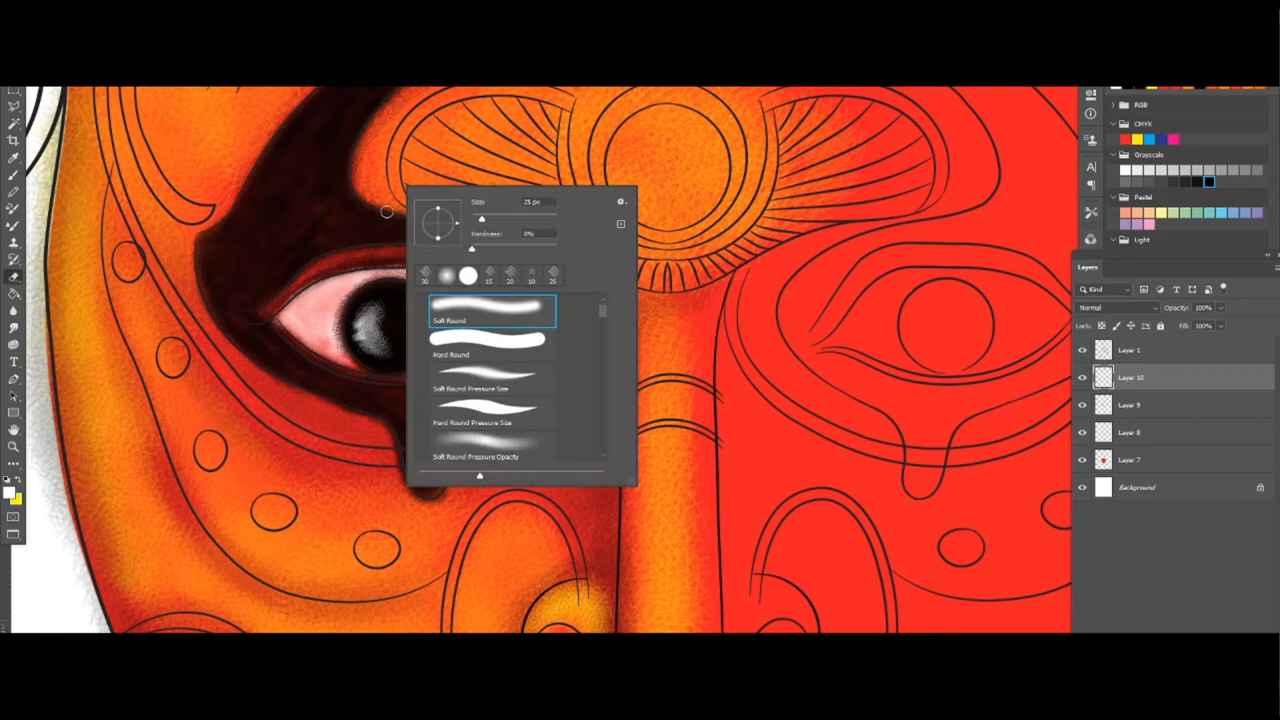 RGB
CMYK
Grayscale
Pastel
Light
Size: 25 px
Hardness: 0%
30 15 20 10 25
Soft Round
Hard Round
Soft Round Pressure Size
Hard Round Pressure Size
Soft Round Pressure Opacity
Layers
Kind
Normal Opacity: 100%
Lock: Fill: 100%
Layer 1
Layer 10
Layer 9
Layer 8
Layer 7
Background